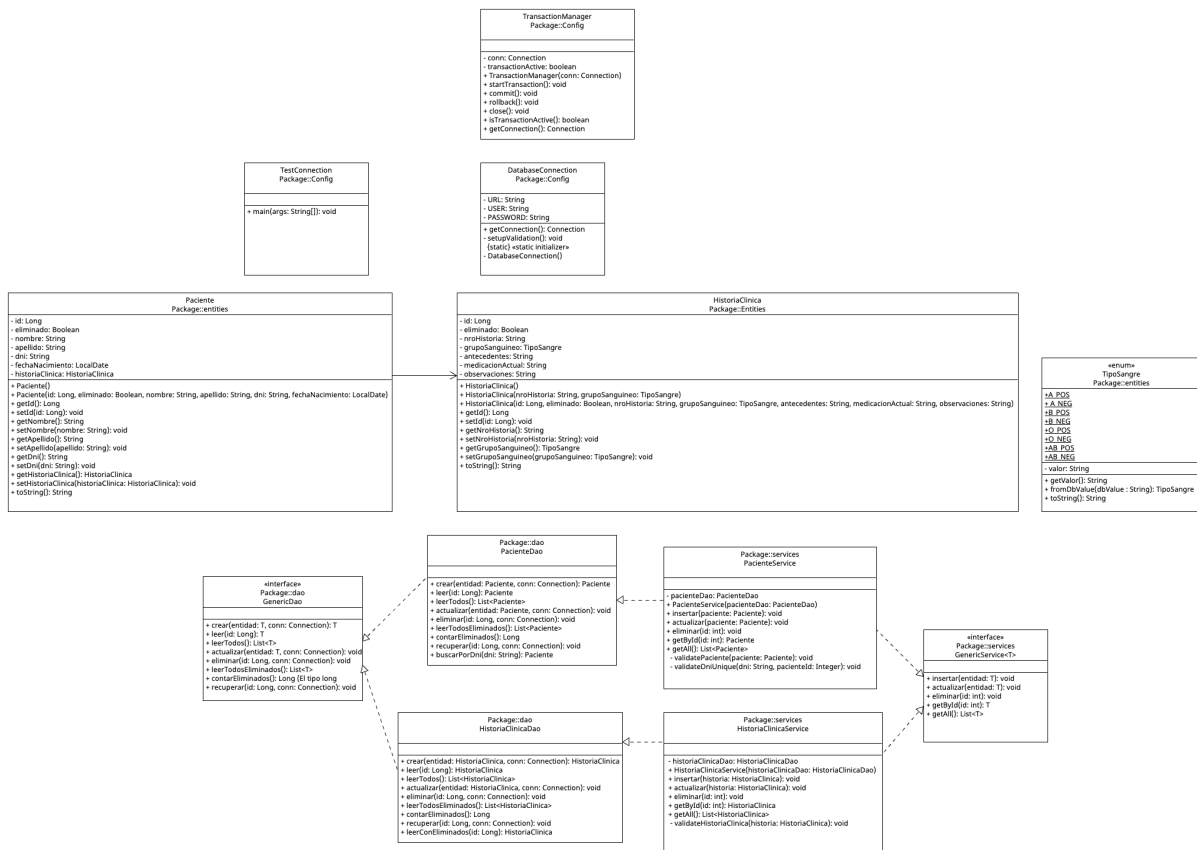 TransactionManager
Package::Config
- conn: Connection
- transactionActive: boolean
+ TransactionManager(conn: Connection)
+ startTransaction(): void
+ commit(): void
+ rollback(): void
+ close(): void
+ isTransactionActive(): boolean
+ getConnection(): Connection
TestConnection
Package::Config
+ main(args: String[]): void
DatabaseConnection
Package::Config
- URL: String
- USER: String
- PASSWORD: String
+ getConnection(): Connection
- setupValidation(): void
{static} «static initializer»
- DatabaseConnection()
Paciente
Package::entities
- id: Long
- eliminado: Boolean
- nombre: String
- apellido: String
- dni: String
- fechaNacimiento: LocalDate
- historiaClinica: HistoriaClinica
+ Paciente()
+ Paciente(id: Long, eliminado: Boolean, nombre: String, apellido: String, dni: String, fechaNacimiento: LocalDate)
+ getId(): Long
+ setId(id: Long): void
+ getNombre(): String
+ setNombre(nombre: String): void
+ getApellido(): String
+ setApellido(apellido: String): void
+ getDni(): String
+ setDni(dni: String): void
+ getHistoriaClinica(): HistoriaClinica
+ setHistoriaClinica(historiaClinica: HistoriaClinica): void
+ toString(): String
HistoriaClinica
Package::Entities
- id: Long
- eliminado: Boolean
- nroHistoria: String
- grupoSanguineo: TipoSangre
- antecedentes: String
- medicacionActual: String
- observaciones: String
+ HistoriaClinica()
+ HistoriaClinica(nroHistoria: String, grupoSanguineo: TipoSangre)
+ HistoriaClinica(id: Long, eliminado: Boolean, nroHistoria: String, grupoSanguineo: TipoSangre, antecedentes: String, medicacionActual: String, observaciones: String)
+ getId(): Long
+ setId(id: Long): void
+ getNroHistoria(): String
+ setNroHistoria(nroHistoria: String): void
+ getGrupoSanguineo(): TipoSangre
+ setGrupoSanguineo(grupoSanguineo: TipoSangre): void
+ toString(): String
«enum»
TipoSangre
Package::entities
+A_POS
+ A_NEG
+B_POS
+B_NEG
+O_POS
+O_NEG
+AB_POS
+AB_NEG
- valor: String
+ getValor(): String
+ fromDbValue(dbValue : String): TipoSangre
+ toString(): String
«interface»
Package::dao
GenericDao
+ crear(entidad: T, conn: Connection): T
+ leer(id: Long): T
+ leerTodos(): List<T>
+ actualizar(entidad: T, conn: Connection): void
+ eliminar(id: Long, conn: Connection): void
+ leerTodosEliminados(): List<T>
+ contarEliminados(): Long (El tipo long
+ recuperar(id: Long, conn: Connection): void
Package::dao
PacienteDao
+ crear(entidad: Paciente, conn: Connection): Paciente
+ leer(id: Long): Paciente
+ leerTodos(): List<Paciente>
+ actualizar(entidad: Paciente, conn: Connection): void
+ eliminar(id: Long, conn: Connection): void
+ leerTodosEliminados(): List<Paciente>
+ contarEliminados(): Long
+ recuperar(id: Long, conn: Connection): void
+ buscarPorDni(dni: String): Paciente
Package::services
PacienteService
- pacienteDao: PacienteDao
+ PacienteService(pacienteDao: PacienteDao)
+ insertar(paciente: Paciente): void
+ actualizar(paciente: Paciente): void
+ eliminar(id: int): void
+ getById(id: int): Paciente
+ getAll(): List<Paciente>
- validatePaciente(paciente: Paciente): void
- validateDniUnique(dni: String, pacienteId: Integer): void
«interface»
Package::services
GenericService<T>
+ insertar(entidad: T): void
+ actualizar(entidad: T): void
+ eliminar(id: int): void
+ getById(id: int): T
+ getAll(): List<T>
Package::dao
HistoriaClinicaDao
+ crear(entidad: HistoriaClinica, conn: Connection): HistoriaClinica
+ leer(id: Long): HistoriaClinica
+ leerTodos(): List<HistoriaClinica>
+ actualizar(entidad: HistoriaClinica, conn: Connection): void
+ eliminar(id: Long, conn: Connection): void
+ leerTodosEliminados(): List<HistoriaClinica>
+ contarEliminados(): Long
+ recuperar(id: Long, conn: Connection): void
+ leerConEliminados(id: Long): HistoriaClinica
Package::services
HistoriaClinicaService
- historiaClinicaDao: HistoriaClinicaDao
+ HistoriaClinicaService(historiaClinicaDao: HistoriaClinicaDao)
+ insertar(historia: HistoriaClinica): void
+ actualizar(historia: HistoriaClinica): void
+ eliminar(id: int): void
+ getById(id: int): HistoriaClinica
+ getAll(): List<HistoriaClinica>
- validateHistoriaClinica(historia: HistoriaClinica): void